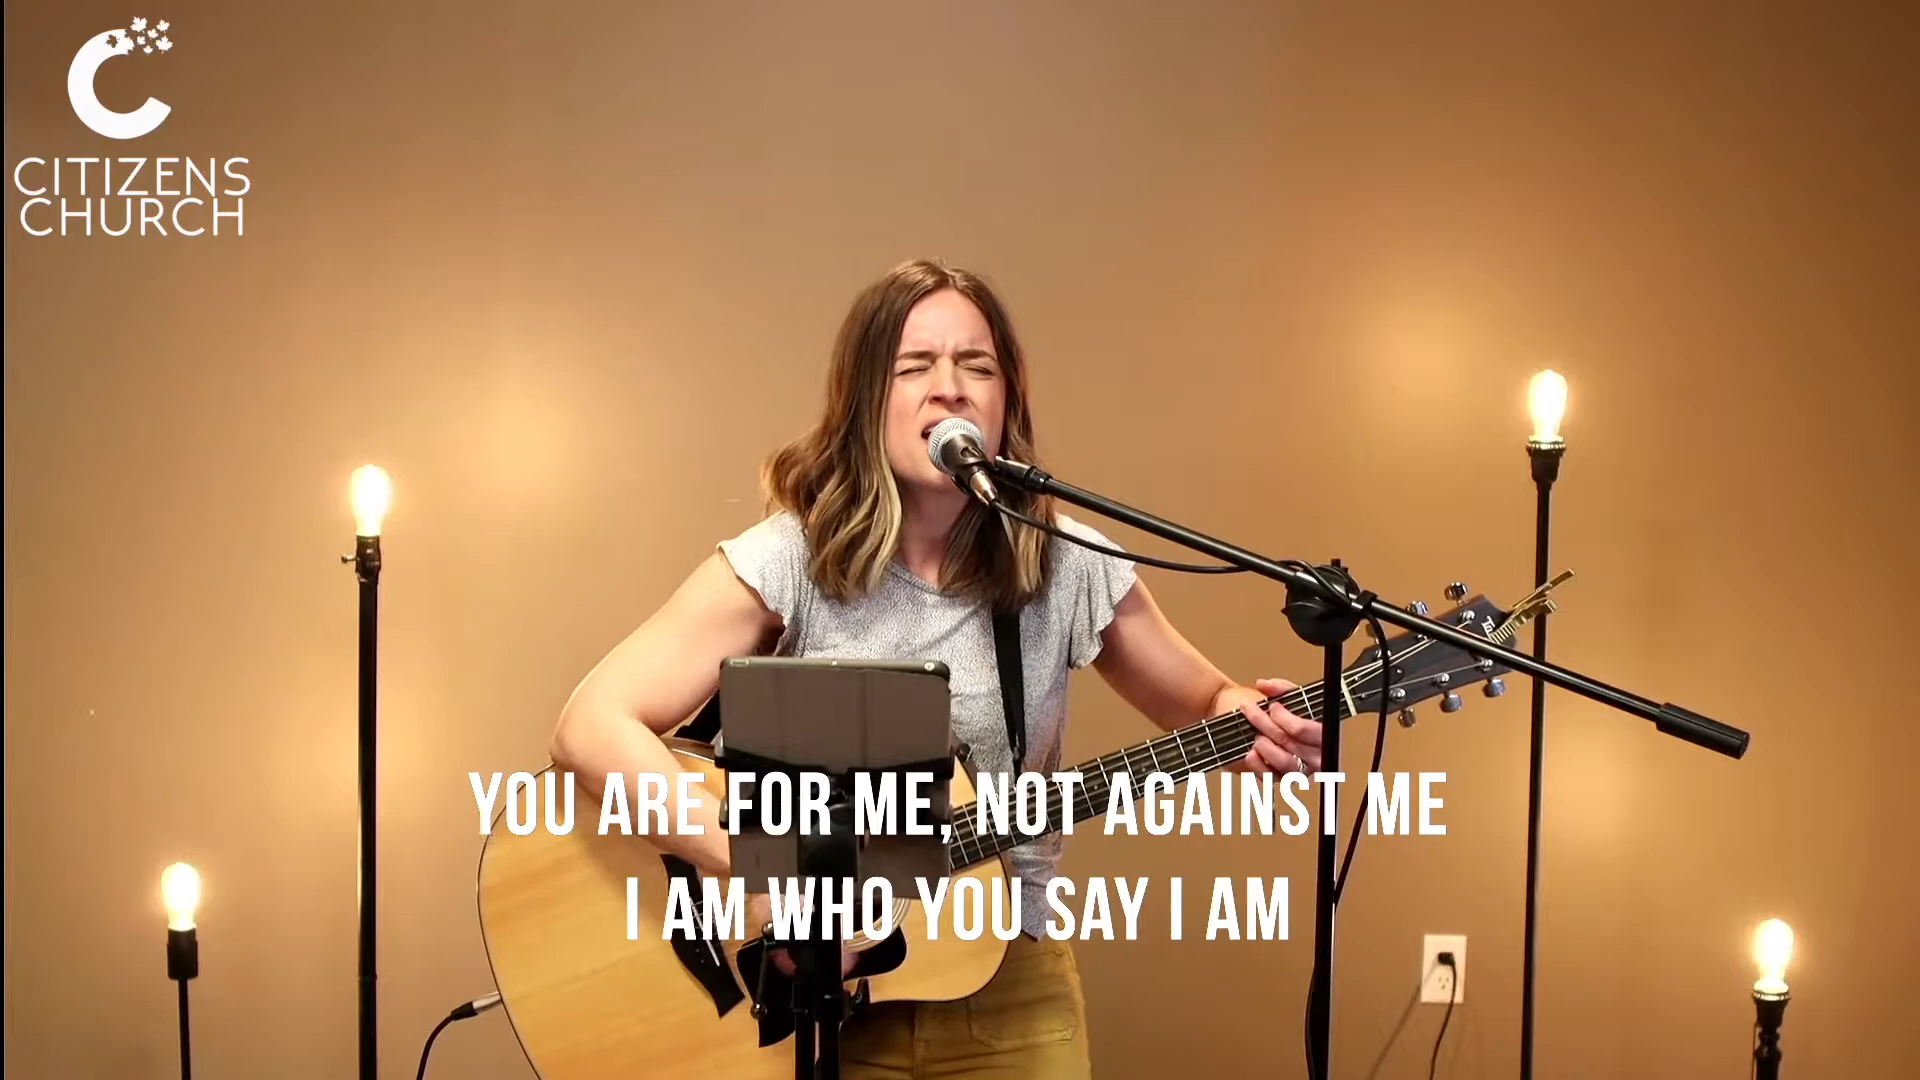 CITIZENS
CHURCH
YOU ARE FOR ME, NOT AGAINST ME
I AM WHO YOU SAY I AM